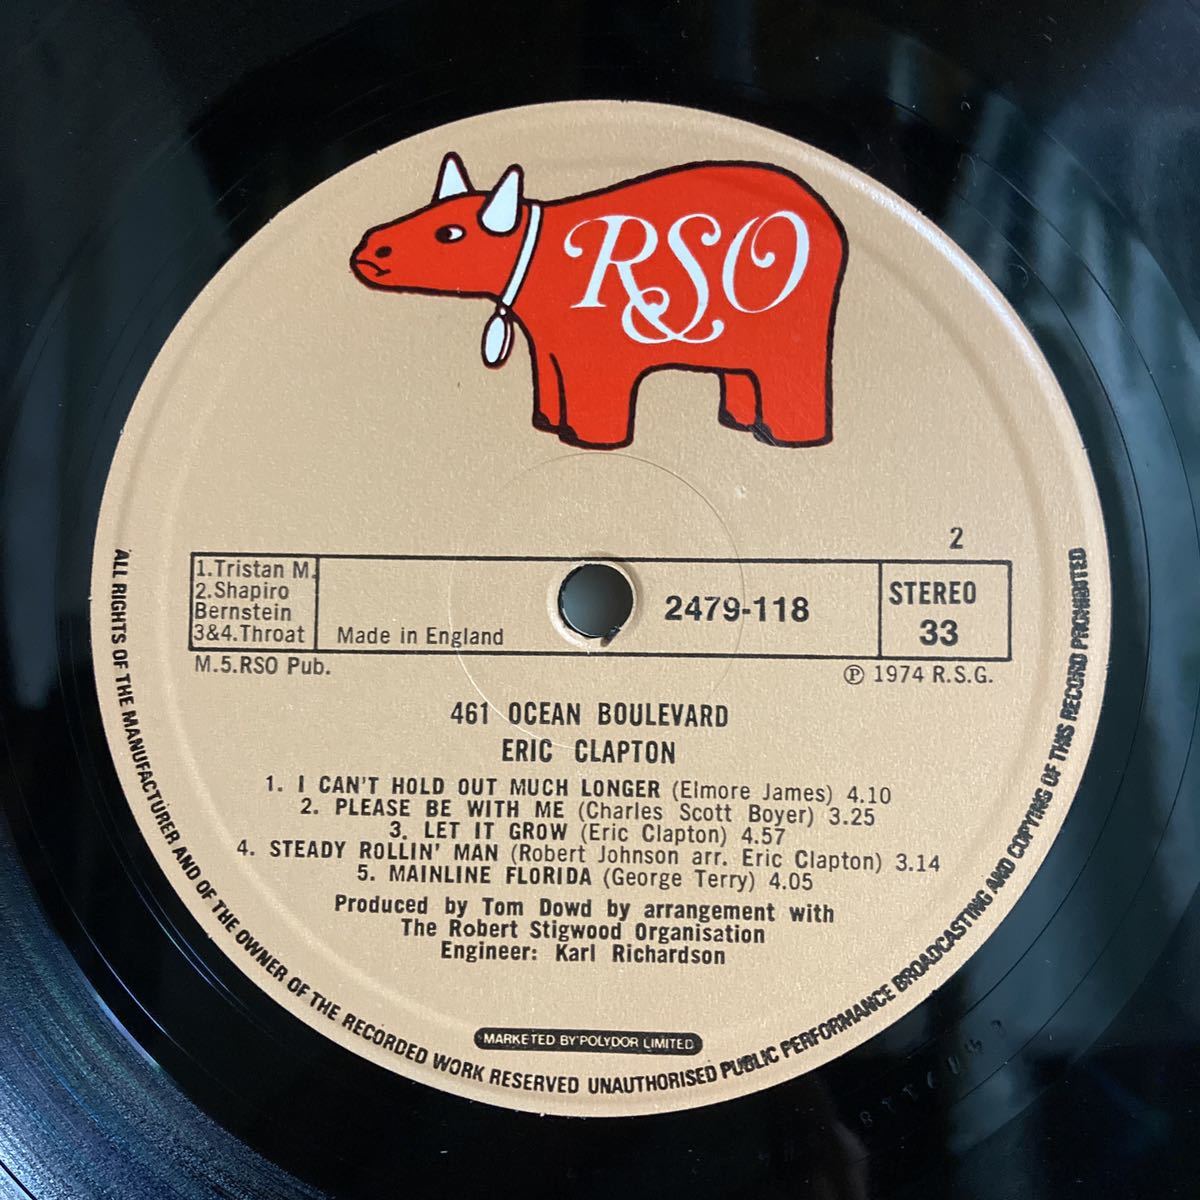 RSO
2
1.Tristan M.
2.Shapiro
Bernstein
3&4.Throat
M.5.RSO Pub.
Made in England
2479-118
STEREO
33
℗ 1974 R.S.G.
461 OCEAN BOULEVARD
ERIC CLAPTON
1. I CAN'T HOLD OUT MUCH LONGER (Elmore James) 4.10
2. PLEASE BE WITH ME (Charles Scott Boyer) 3.25
3. LET IT GROW (Eric Clapton) 4.57
4. STEADY ROLLIN' MAN (Robert Johnson arr. Eric Clapton) 3.14
5. MAINLINE FLORIDA (George Terry) 4.05
Produced by Tom Dowd by arrangement with
The Robert Stigwood Organisation
Engineer: Karl Richardson
MARKETED BY POLYDOR LIMITED
ALL RIGHTS OF THE MANUFACTURER AND OF THE OWNER OF THE RECORDED WORK RESERVED UNAUTHORISED PUBLIC PERFORMANCE BROADCASTING AND COPYING OF THIS RECORD PROHIBITED